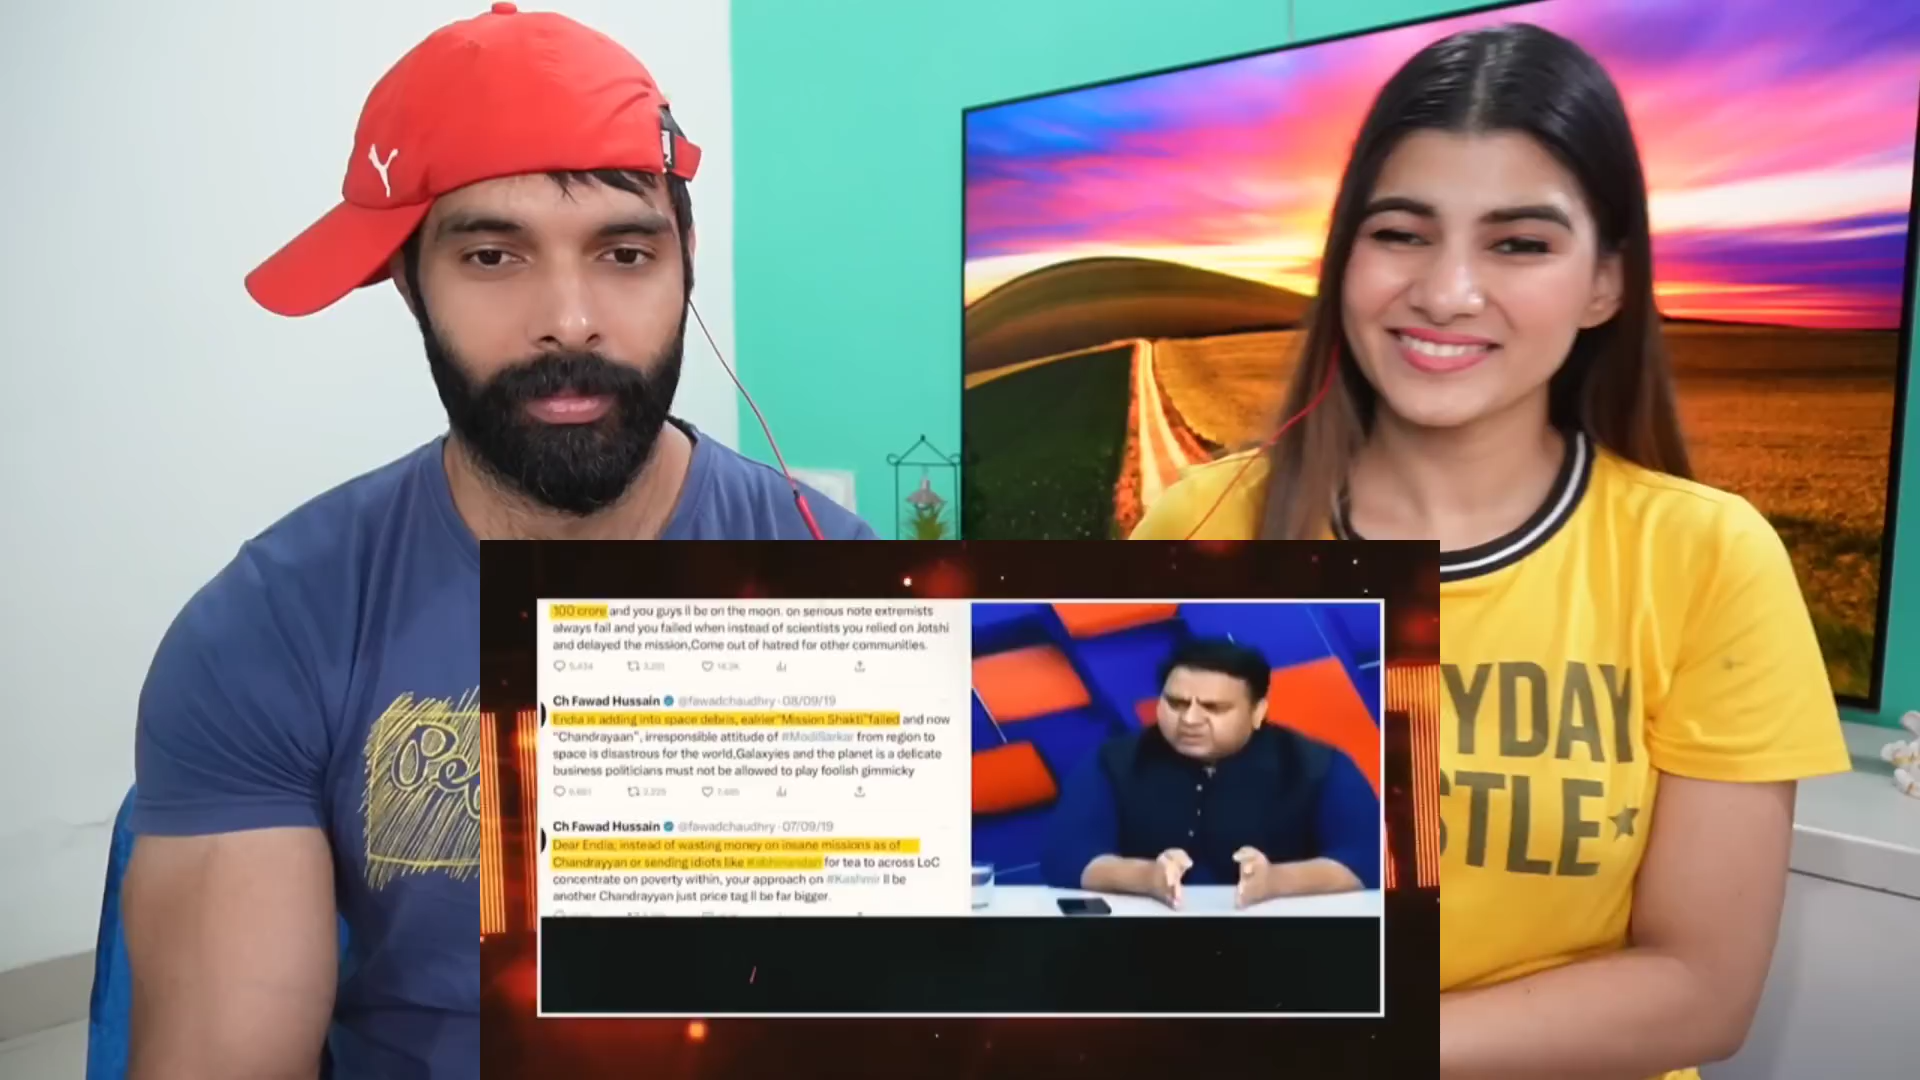 100 crore and you guys ll be on the moon. on serious note extremists
always fail and you failed when instead of scientists you relied on Jotshi
and delayed the mission,Come out of hatred for other communities.
Ch Fawad Hussain @fawadchaudhry · 08/09/19
Endia is adding into space debris, ealrier "Mission Shakti" failed and now
"Chandrayaan", irresponsible attitude of #ModiSarkar from region to
space is disastrous for the world,Galaxyies and the planet is a delicate
business politicians must not be allowed to play foolish gimmicky
Ch Fawad Hussain @fawadchaudhry · 07/09/19
Dear Endia; instead of wasting money on insane missions as of
Chandrayyan or sending idiots like #Abhinandan for tea to across LoC
concentrate on poverty within, your approach on #Kashmir ll be
another Chandrayyan just price tag ll be far bigger.
YDAY
STLE